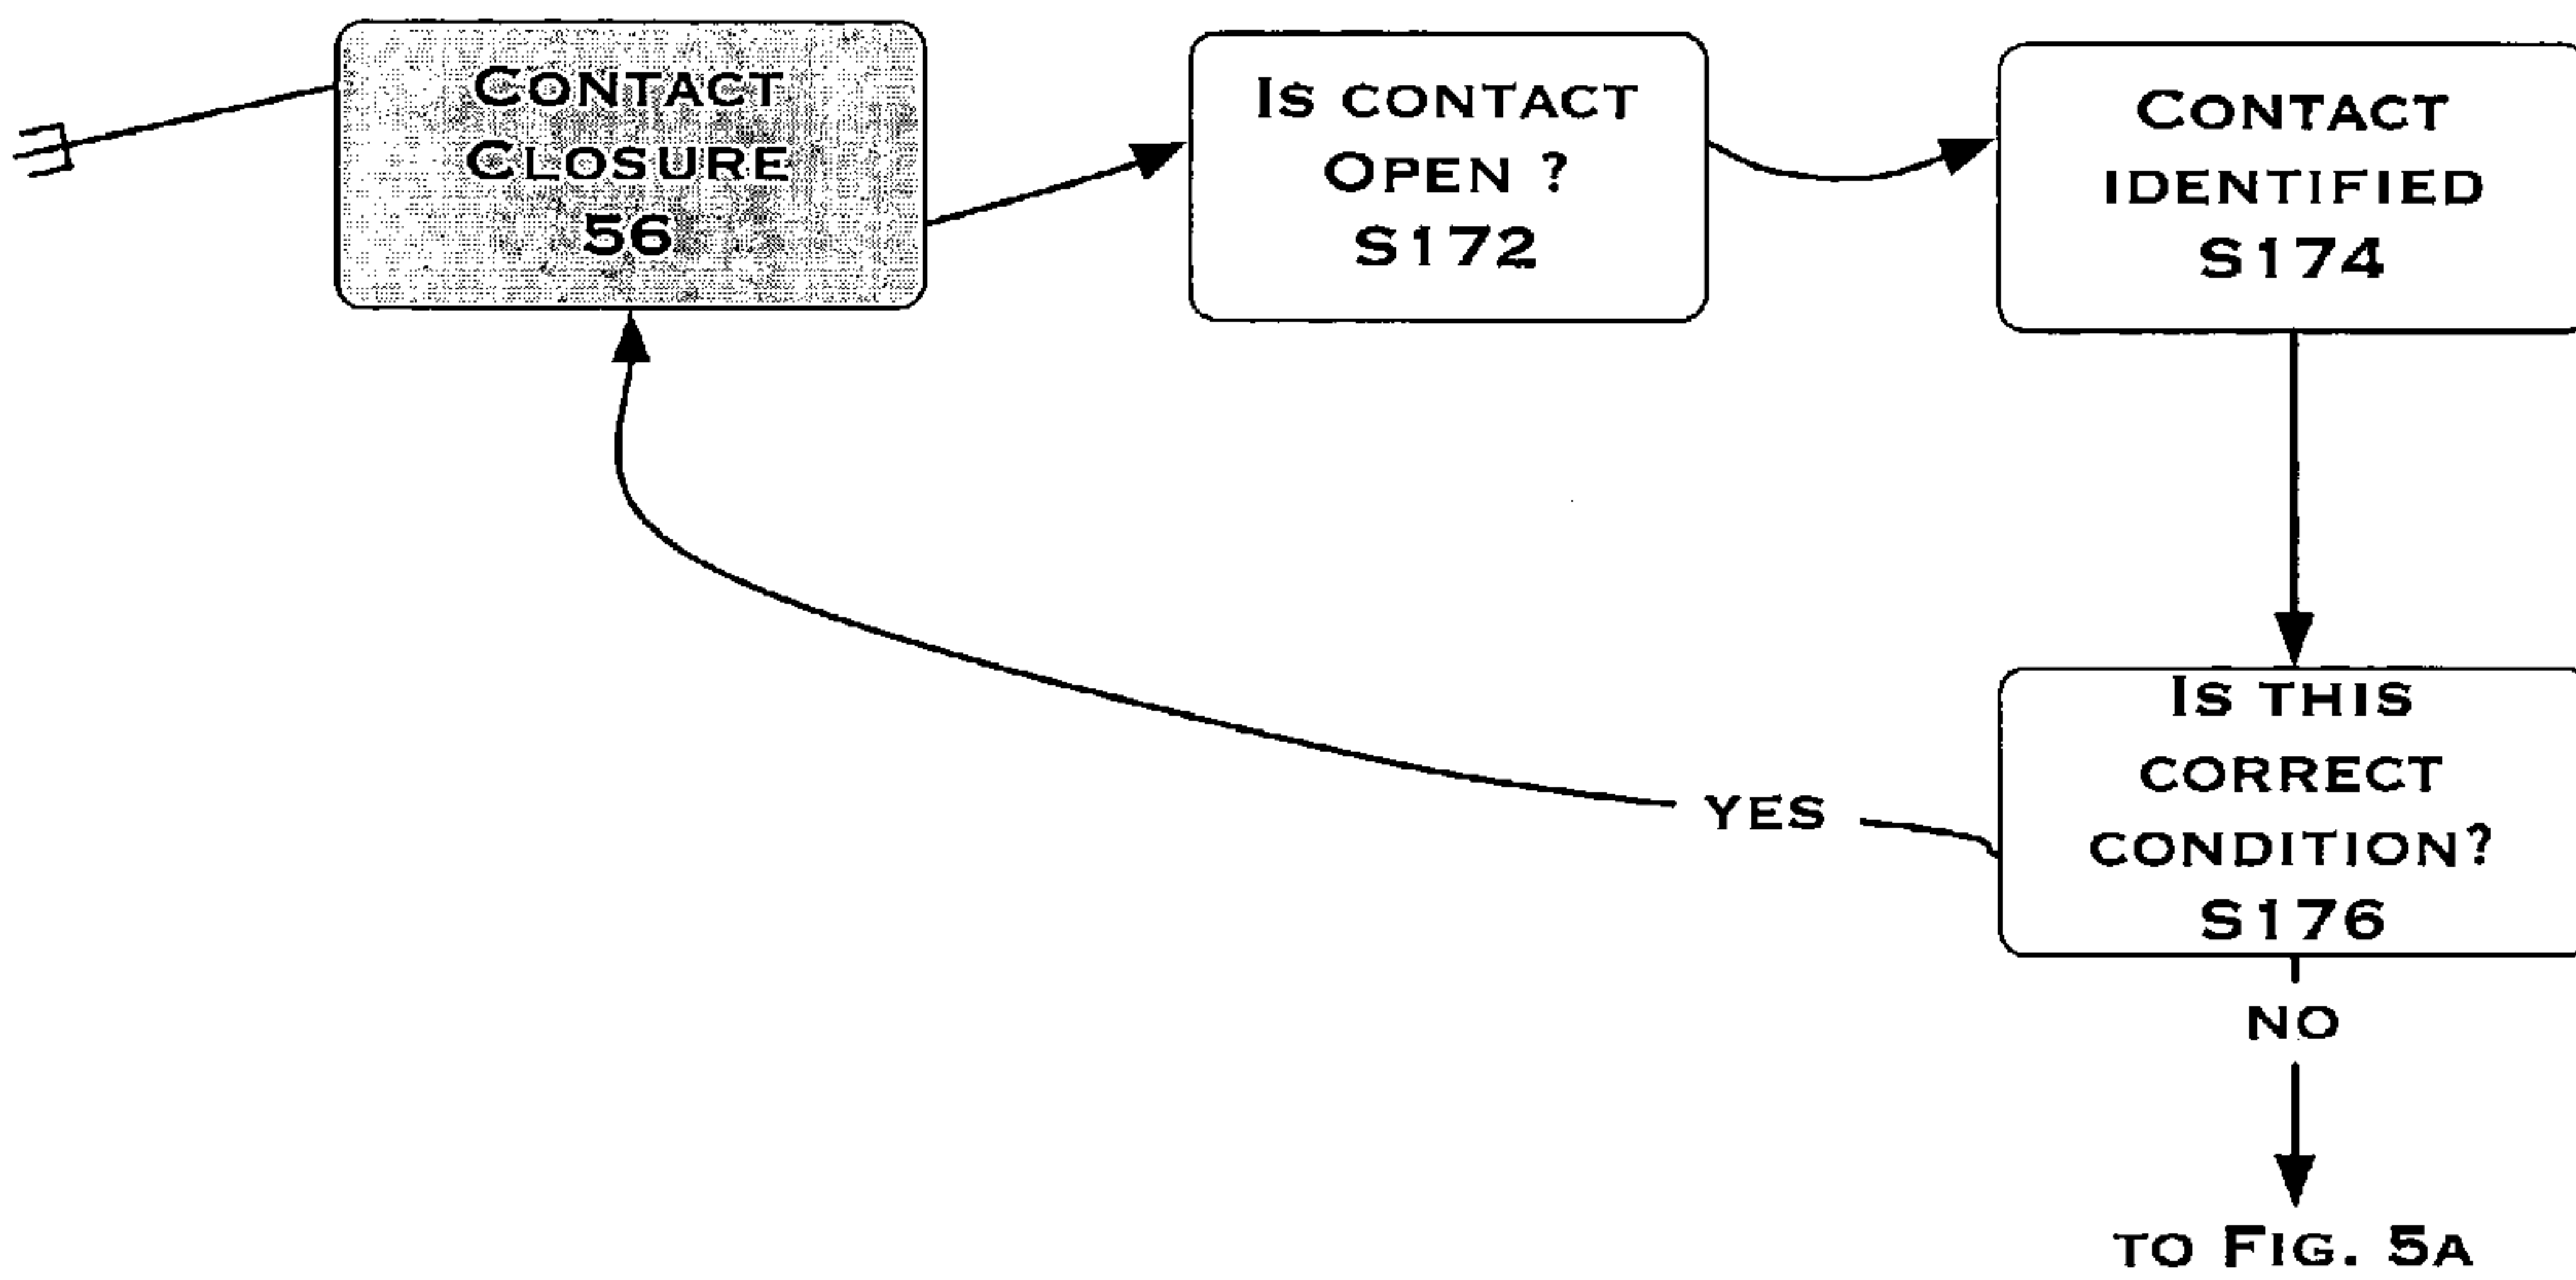 CONTACT
CLOSURE
56
IS CONTACT
OPEN ?
S172
CONTACT
IDENTIFIED
S174
IS THIS
CORRECT
CONDITION?
S176
YES
NO
TO FIG. 5A